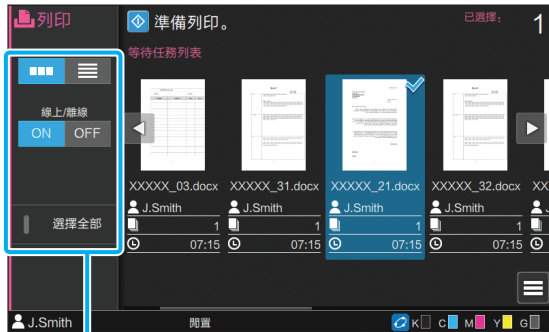 列印
準備列印。
已選擇:
1
等待任務列表
線上/離線
ON OFF
選擇全部
XXXXX_03.docx XXXXX_31.docx XXXXX_21.docx XXXXX_32.docx XX
J.Smith J.Smith J.Smith J.Smith
1 1 1 1
07:15 07:15 07:15 07:15
J.Smith 閒置 K C M Y G